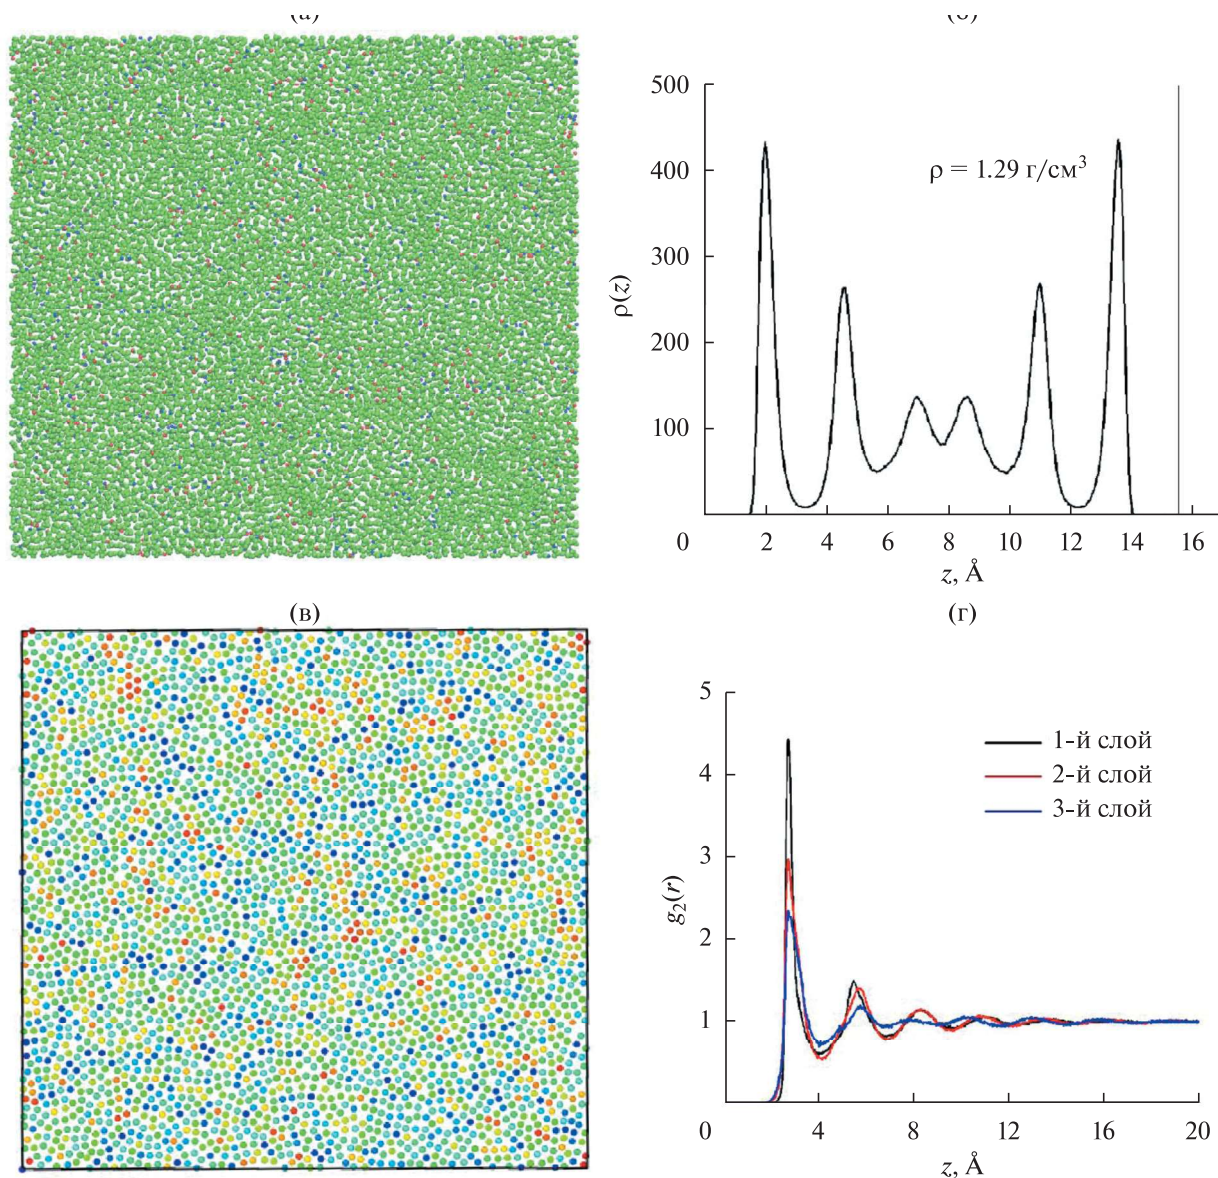 (а)
(б)
500
400
300
200
100
0
2
4
6
8
10
12
14
16
ρ(z)
z, Å
ρ = 1.29 г/см³
(в)
(г)
5
4
3
2
1
0
4
8
12
16
20
g₂(r)
z, Å
1-й слой
2-й слой
3-й слой